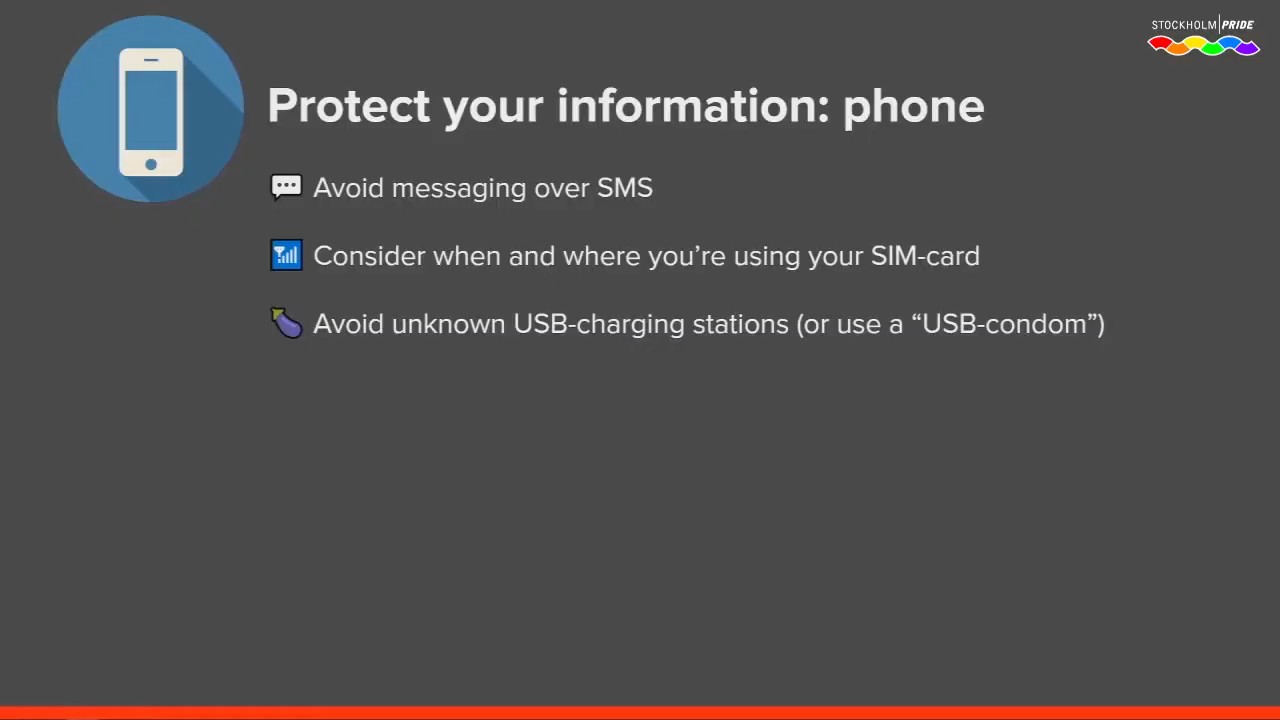 STOCKHOLM PRIDE
Protect your information: phone
Avoid messaging over SMS
Consider when and where you’re using your SIM-card
Avoid unknown USB-charging stations (or use a “USB-condom”)